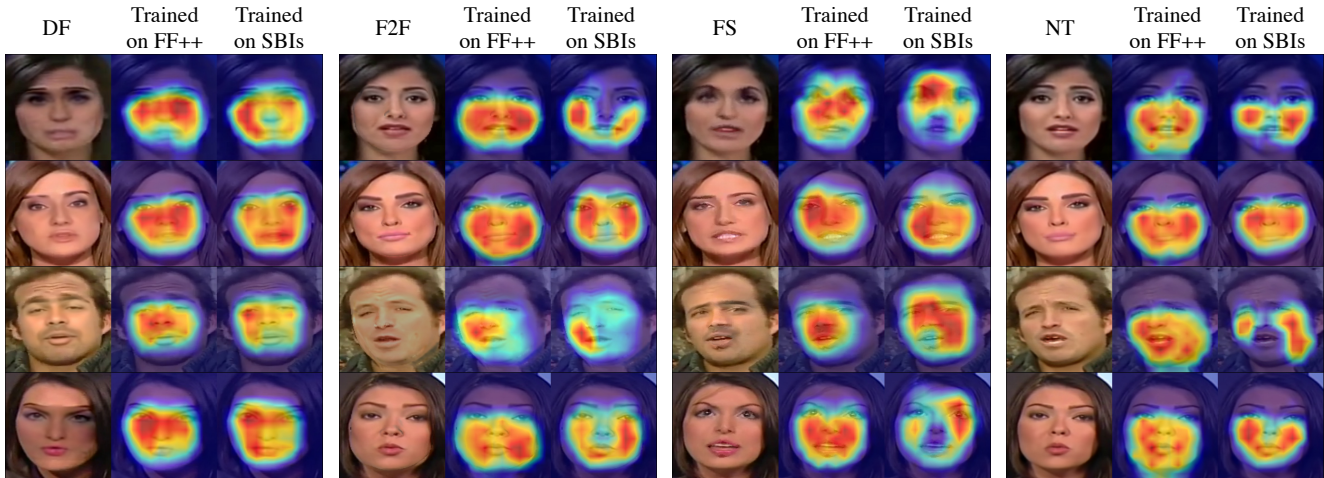 DF
Trained
on FF++
Trained
on SBIs
F2F
Trained
on FF++
Trained
on SBIs
FS
Trained
on FF++
Trained
on SBIs
NT
Trained
on FF++
Trained
on SBIs